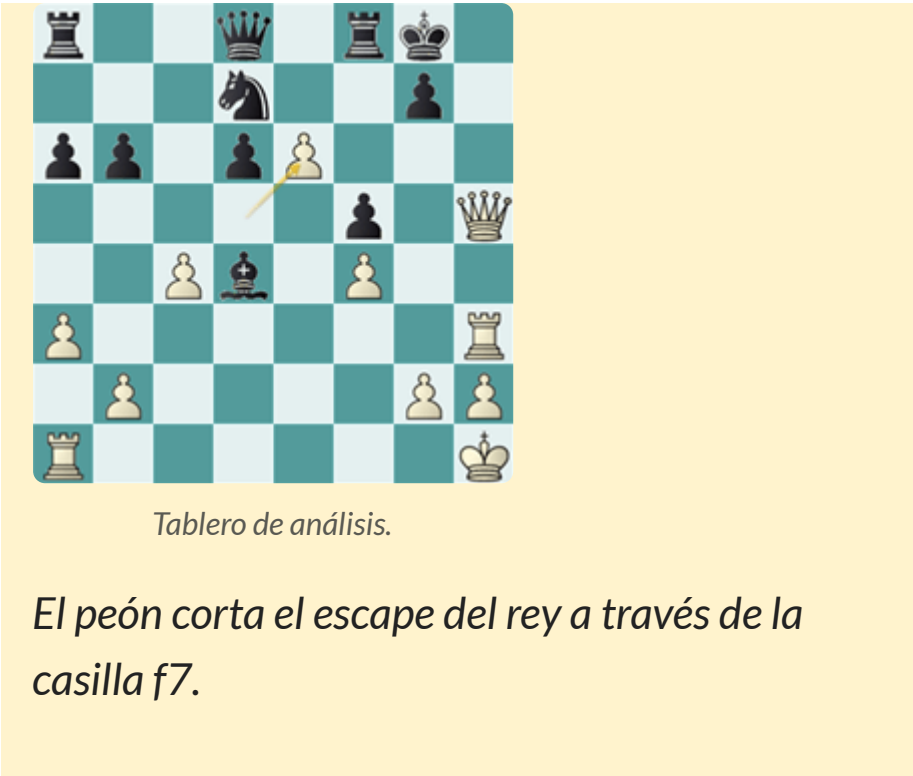 Tablero de análisis.
El peón corta el escape del rey a través de la
casilla f7.